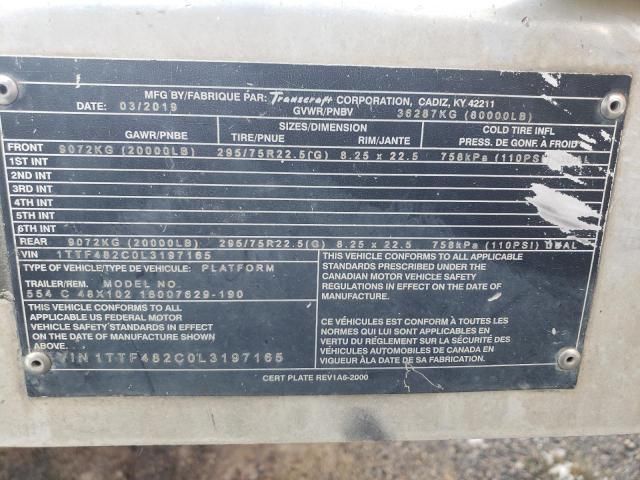 MFG BY/FABRIQUE PAR: Transcraft CORPORATION, CADIZ, KY 42211
DATE: 03/2019 GVWR/PNBV 36287KG (80000LB)
GAWR/PNBE SIZES/DIMENSION COLD TIRE INFL
TIRE/PNUE RIM/JANTE PRESS. DE GONF. À FROID
FRONT 9072KG (20000LB) 295/75R22.5(G) 8.25 x 22.5 758kPa (110PSI)
1ST INT
2ND INT
3RD INT
4TH INT
5TH INT
6TH INT
REAR 9072KG (20000LB) 295/75R22.5(G) 8.25 x 22.5 758kPa (110PSI) DUAL
VIN 1TTF482C0L3197165
TYPE OF VEHICLE/TYPE DE VÉHICULE: PLATFORM
TRAILER/REM. MODEL NO.
554 C 48X102 16007629-190
THIS VEHICLE CONFORMS TO ALL
APPLICABLE US FEDERAL MOTOR
VEHICLE SAFETY STANDARDS IN
EFFECT ON THE DATE OF
MANUFACTURE.
VIN 1TTF482C0L3197165
THIS VEHICLE CONFORMS TO ALL APPLICABLE
STANDARDS PRESCRIBED UNDER THE
CANADIAN MOTOR VEHICLE SAFETY
REGULATIONS IN EFFECT ON THE DATE OF
MANUFACTURE.
CE VÉHICULES EST CONFORME À TOUTES LES
NORMES QUI LUI SONT APPLICABLES EN
VERTU DU RÈGLEMENT SUR LA SÉCURITÉ DES
VÉHICULES AUTOMOBILES DE CANADA EN
VIGUEUR À LA DATE DE SA FABRICATION.
CERT PLATE REV1A6-2000